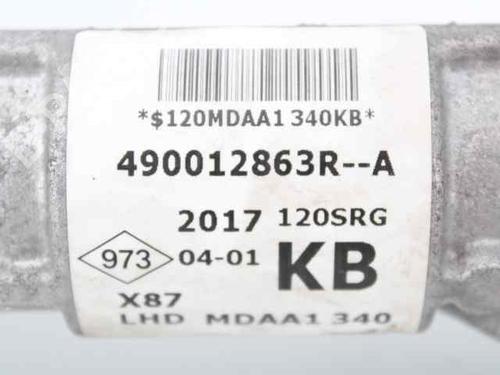 *$120MDAA1 340KB*
490012863R--A
2017 120SRG
973 04-01 KB
X87
LHD MDAA1 340